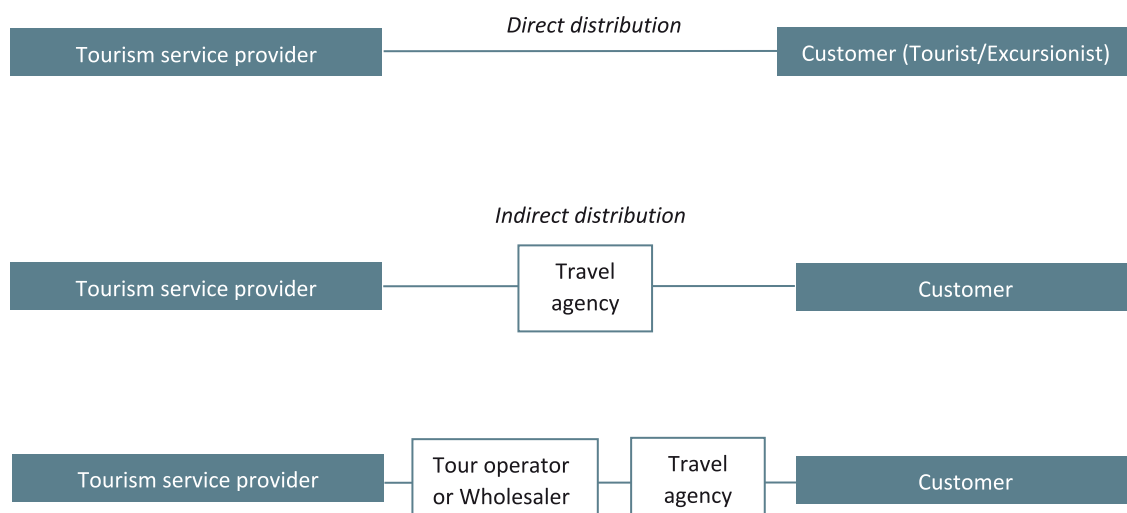 Direct distribution
Tourism service provider
Customer (Tourist/Excursionist)
Indirect distribution
Tourism service provider
Travel
agency
Customer
Tourism service provider
Tour operator
or Wholesaler
Travel
agency
Customer